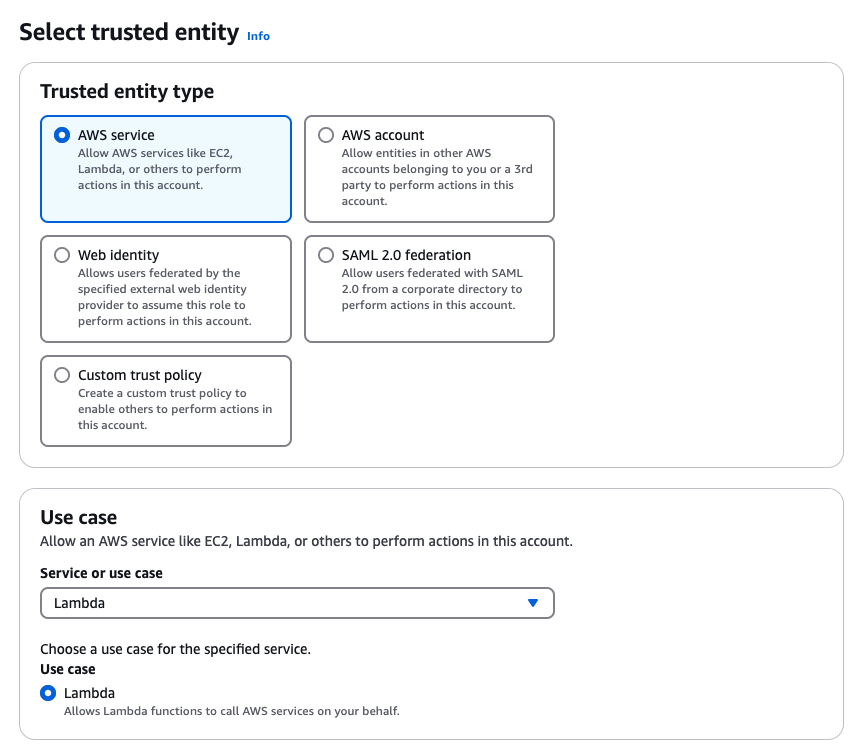 Select trusted entity Info
Trusted entity type
AWS service
Allow AWS services like EC2,
Lambda, or others to perform
actions in this account.
AWS account
Allow entities in other AWS
accounts belonging to you or a 3rd
party to perform actions in this
account.
Web identity
Allows users federated by the
specified external web identity
provider to assume this role to
perform actions in this account.
SAML 2.0 federation
Allow users federated with SAML
2.0 from a corporate directory to
perform actions in this account.
Custom trust policy
Create a custom trust policy to
enable others to perform actions in
this account.
Use case
Allow an AWS service like EC2, Lambda, or others to perform actions in this account.
Service or use case
Lambda
Choose a use case for the specified service.
Use case
Lambda
Allows Lambda functions to call AWS services on your behalf.